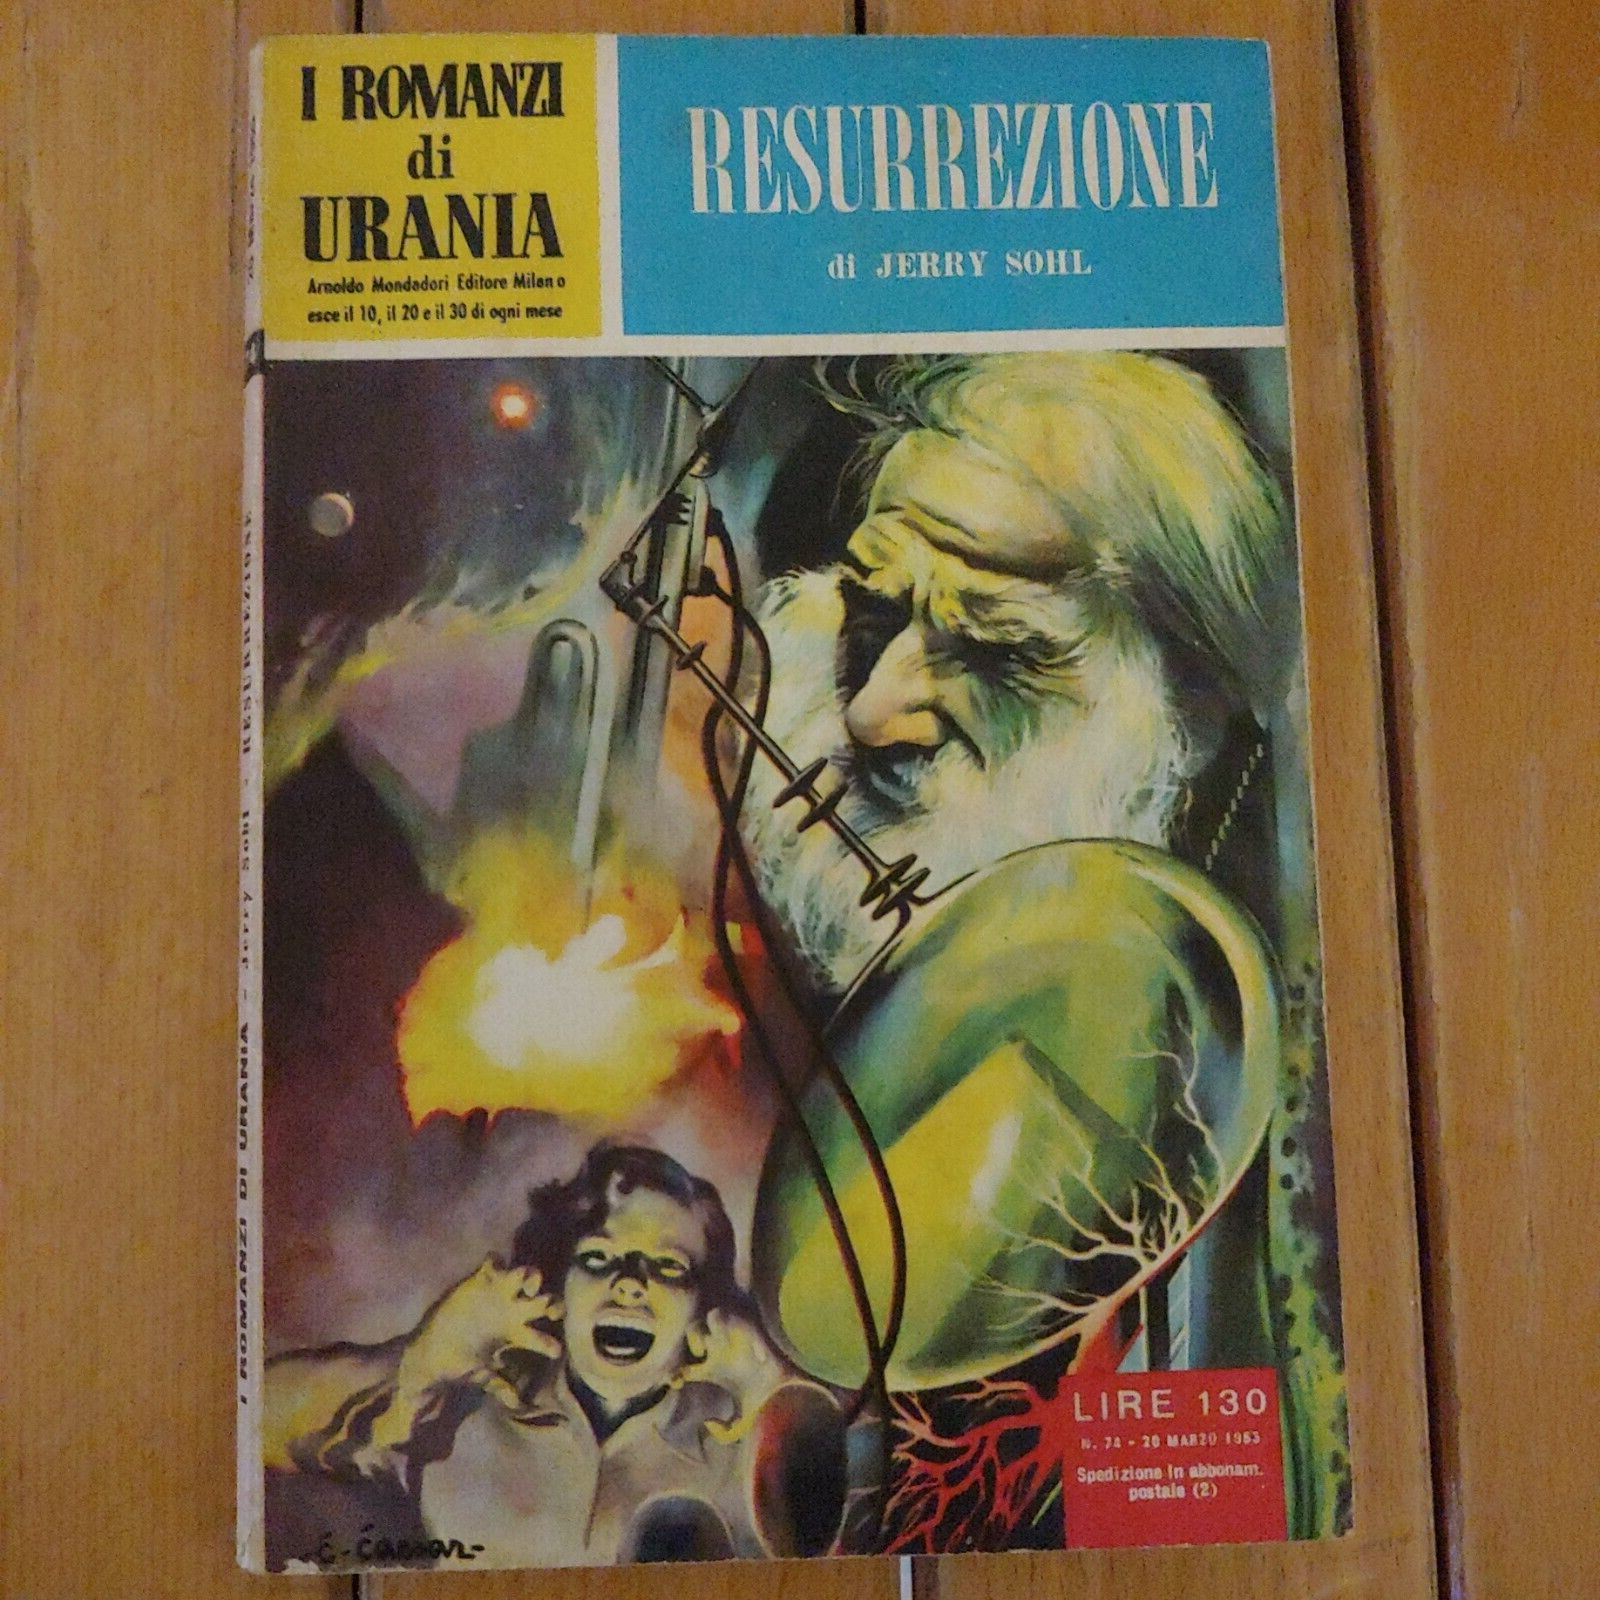 I ROMANZI
di
URANIA
Arnoldo Mondadori Editore Milano
esce il 10, il 20 e il 30 di ogni mese
RESURREZIONE
di JERRY SOHL
I ROMANZI DI URANIA - Jerry Sohl - RESURREZIONE
LIRE 130
N. 74 - 20 MARZO 1953
Spedizione in abbonam.
postale (2)